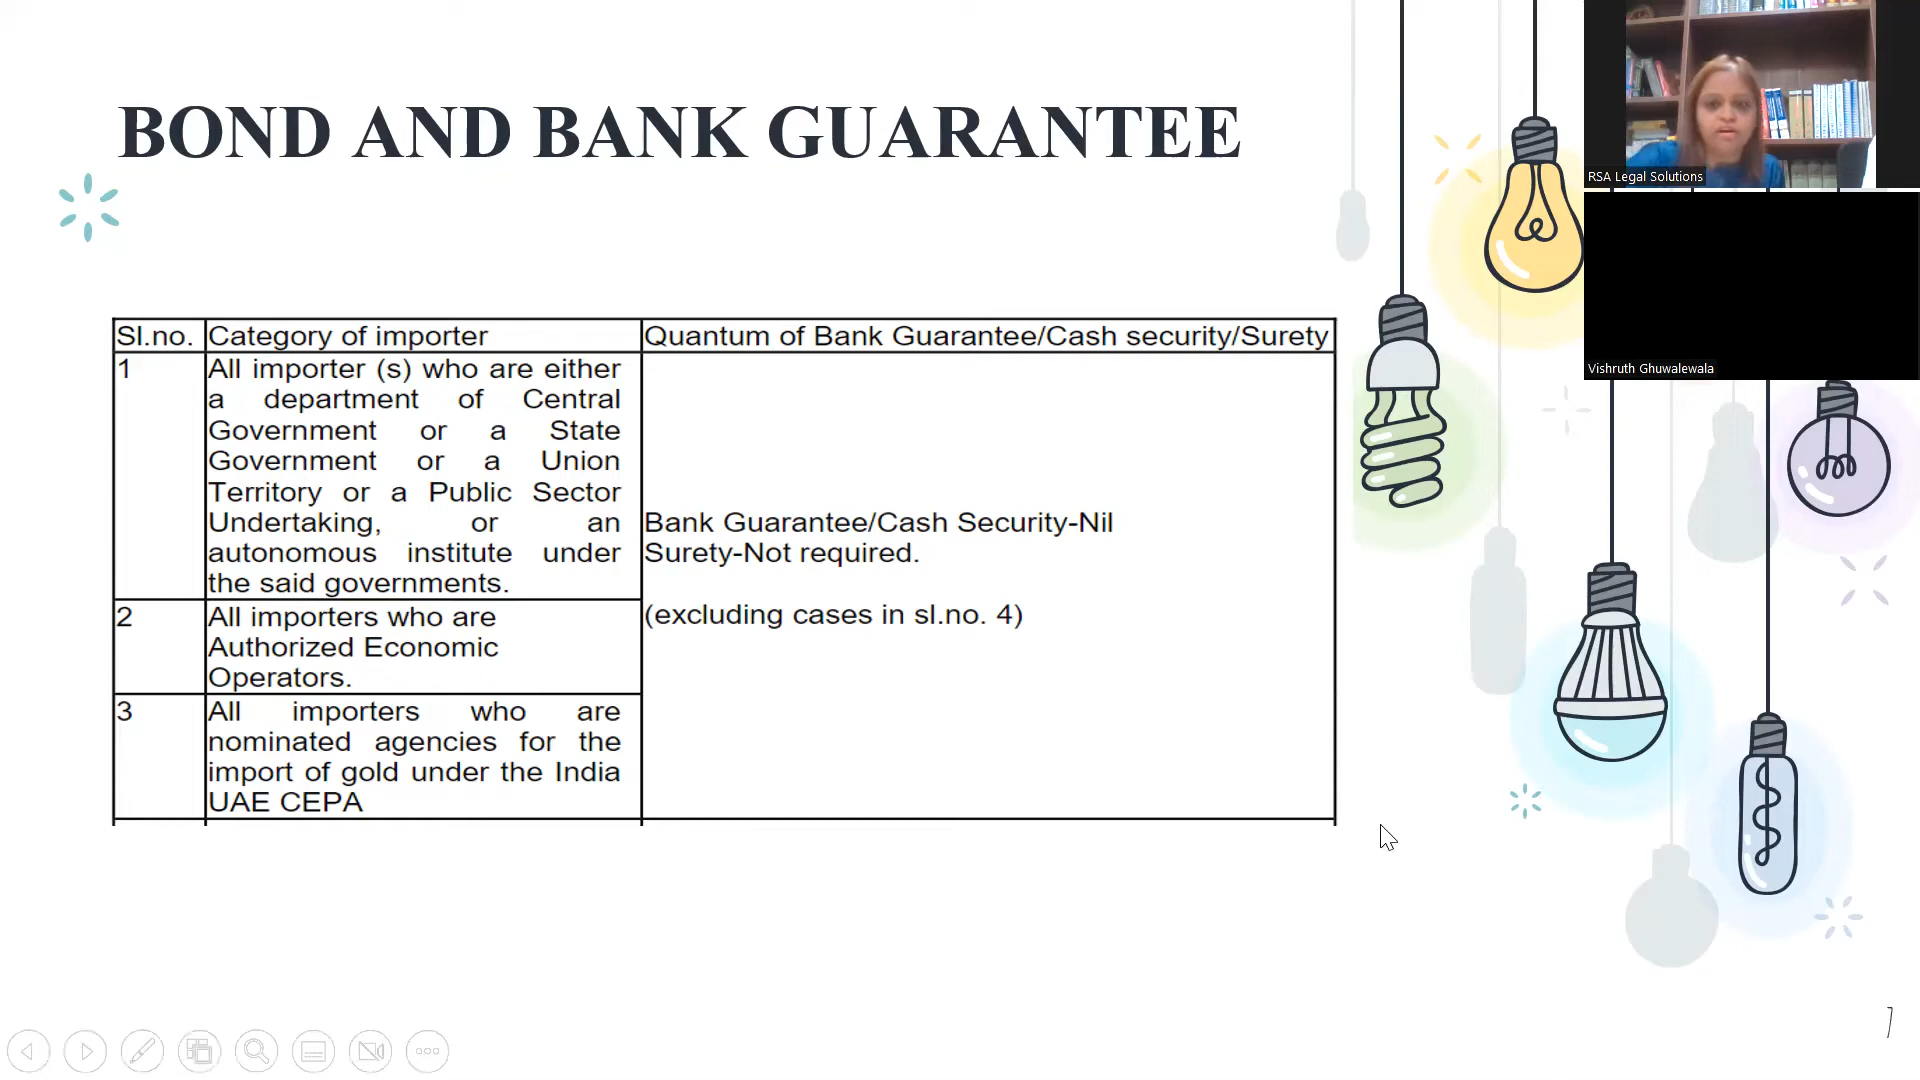 BOND AND BANK GUARANTEE
RSA Legal Solutions
Vishruth Ghuwalewala
Sl.no. Category of importer Quantum of Bank Guarantee/Cash security/Surety
1 All importer (s) who are either
a department of Central
Government or a State
Government or a Union
Territory or a Public Sector
Undertaking, or an
autonomous institute under
the said governments.
Bank Guarantee/Cash Security-Nil
Surety-Not required.
(excluding cases in sl.no. 4)
2 All importers who are
Authorized Economic
Operators.
3 All importers who are
nominated agencies for the
import of gold under the India
UAE CEPA
7